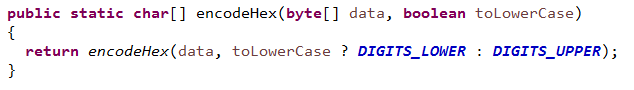 public static char[] encodeHex(byte[] data, boolean toLowerCase)
{
  return encodeHex(data, toLowerCase ? DIGITS_LOWER : DIGITS_UPPER);
}